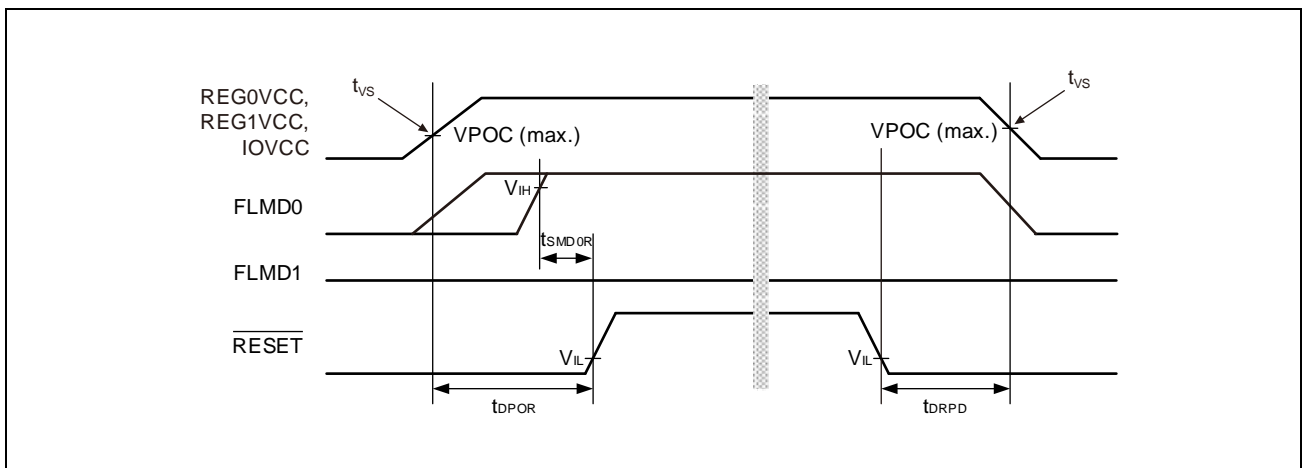 tVS
tVS
REG0VCC,
REG1VCC,
IOVCC
VPOC (max.)
VPOC (max.)
FLMD0
VIH
tSMD0R
FLMD1
RESET
VIL
VIL
tDPOR
tDRPD